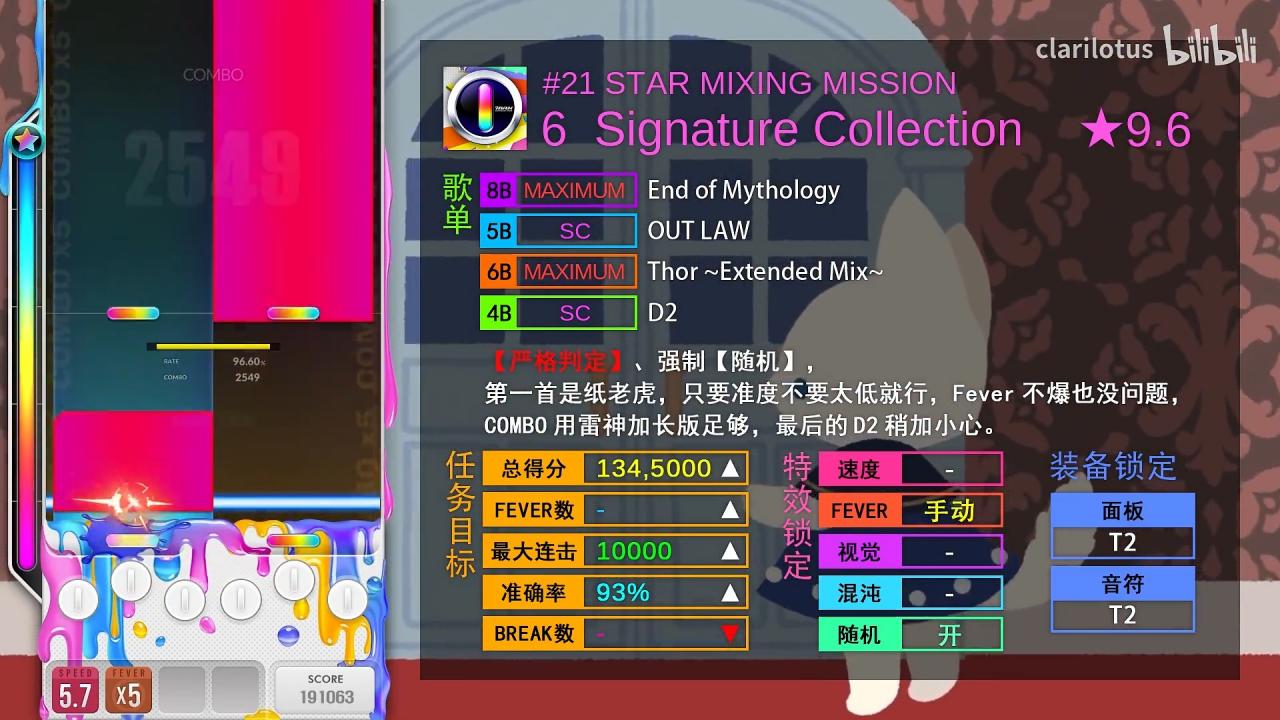 clarilotus bilibili
#21 STAR MIXING MISSION
6 Signature Collection ★9.6
歌单
8B MAXIMUM End of Mythology
5B SC OUT LAW
6B MAXIMUM Thor ~Extended Mix~
4B SC D2
【严格判定】、强制【随机】,
第一首是纸老虎, 只要准度不要太低就行, Fever 不爆也没问题,
COMBO 用雷神加长版足够, 最后的 D2 稍加小心。
任务目标
总得分 134,5000 ▲
FEVER数 - ▲
最大连击 10000 ▲
准确率 93% ▲
BREAK数 - ▼
特效锁定
速度 -
FEVER 手动
视觉 -
混沌 -
随机 开
装备锁定
面板
T2
音符
T2
COMBO
2549
RATE 96.60%
COMBO 2549
COMBO x5 COMBO x5
SPEED
5.7
FEVER
x5
SCORE
191063